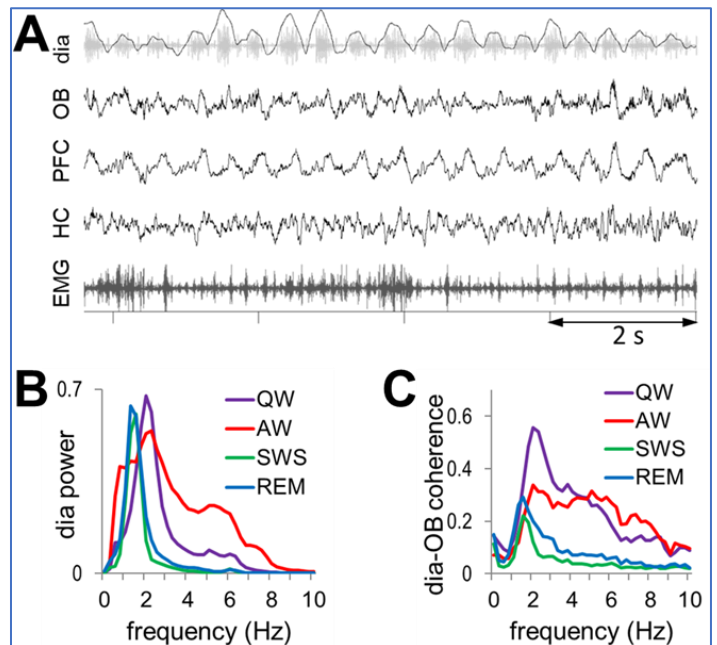 A
dia
OB
PFC
HC
EMG
2 s
B
0.7
dia power
0
QW
AW
SWS
REM
0 2 4 6 8 10
frequency (Hz)
C
0.6
0.4
0.2
0
dia-OB coherence
QW
AW
SWS
REM
0 2 4 6 8 10
frequency (Hz)